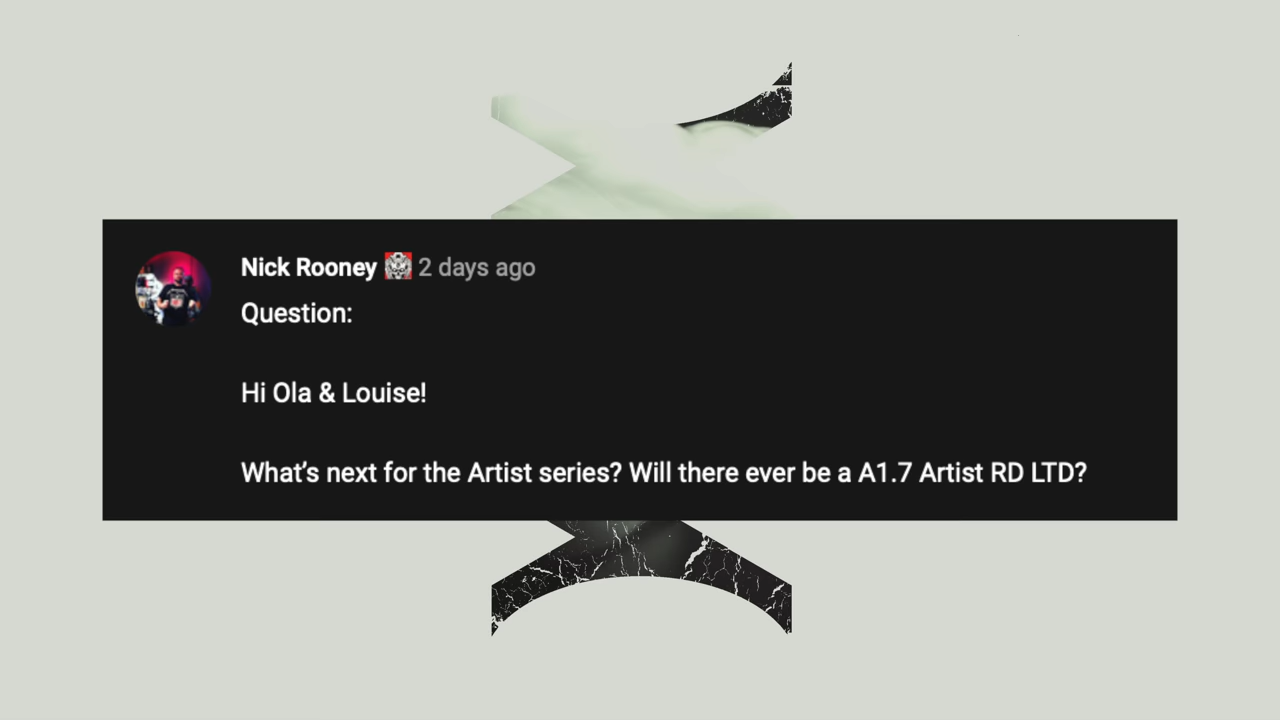 Nick Rooney 2 days ago
Question:
Hi Ola & Louise!
What's next for the Artist series? Will there ever be a A1.7 Artist RD LTD?